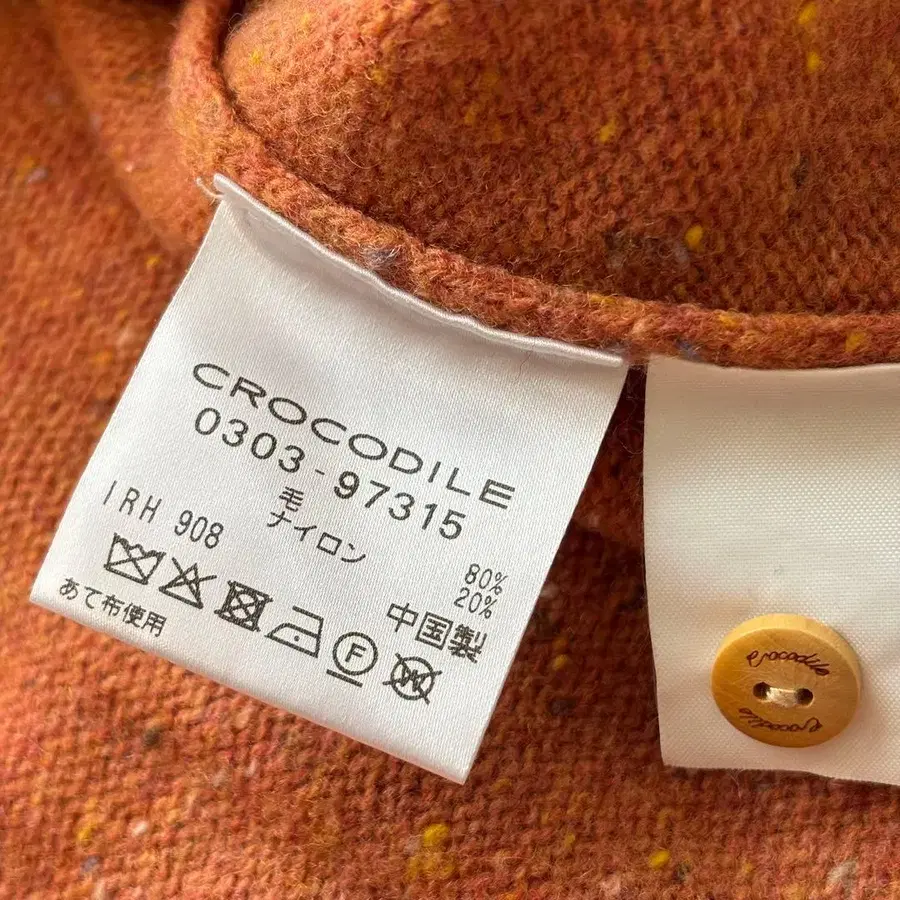 CROCODILE
0303-97315
毛 80%
ナイロン 20%
IRH 908
中国製
F
W
あて布使用
Crocodile
Crocodile